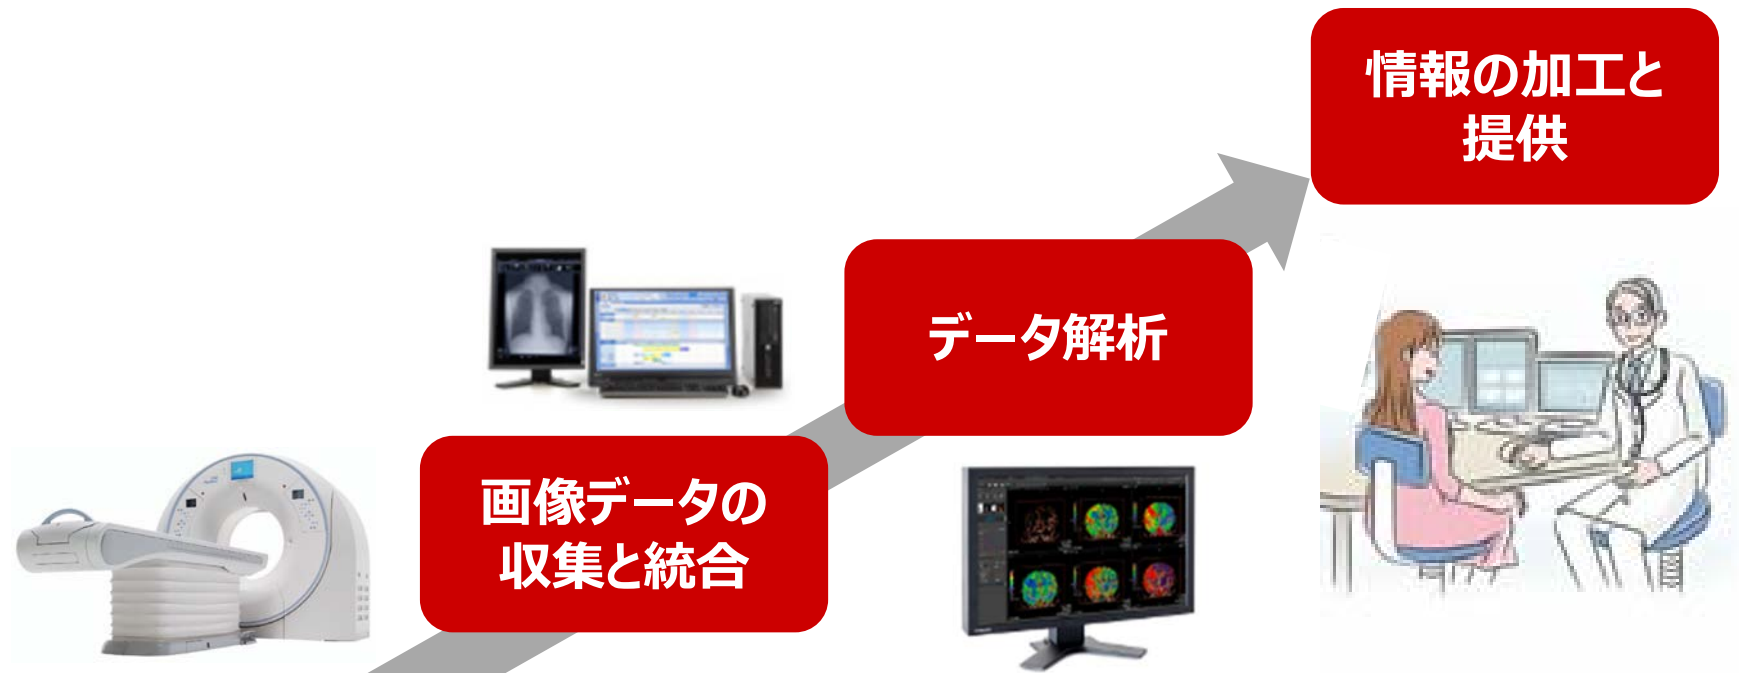 情報の加工と
提供
データ解析
画像データの
収集と統合